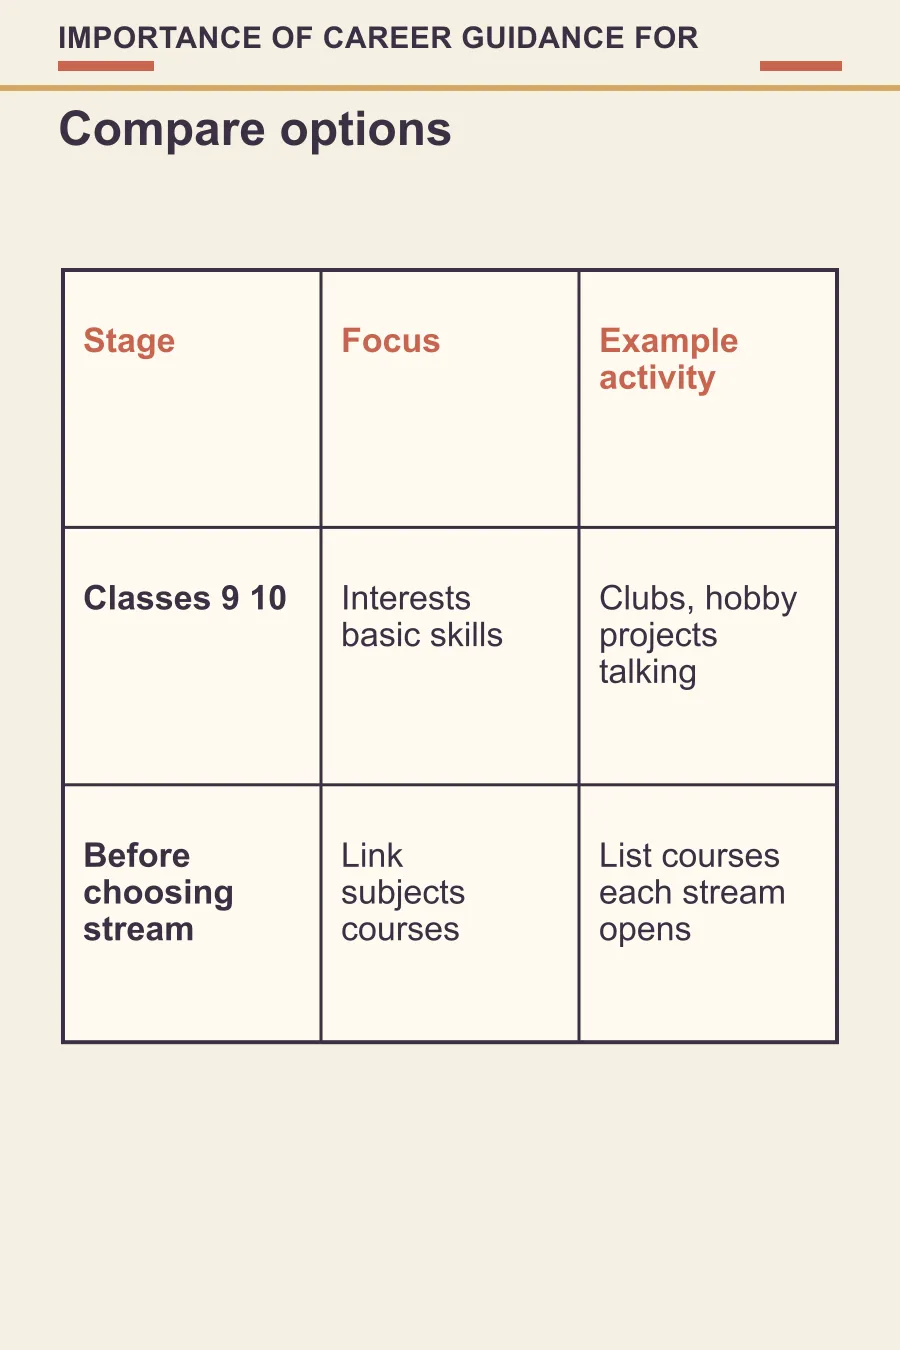 IMPORTANCE OF CAREER GUIDANCE FOR
Compare options
Stage
Focus
Example
activity
Classes 9 10
Interests
basic skills
Clubs, hobby
projects
talking
Before
choosing
stream
Link
subjects
courses
List courses
each stream
opens